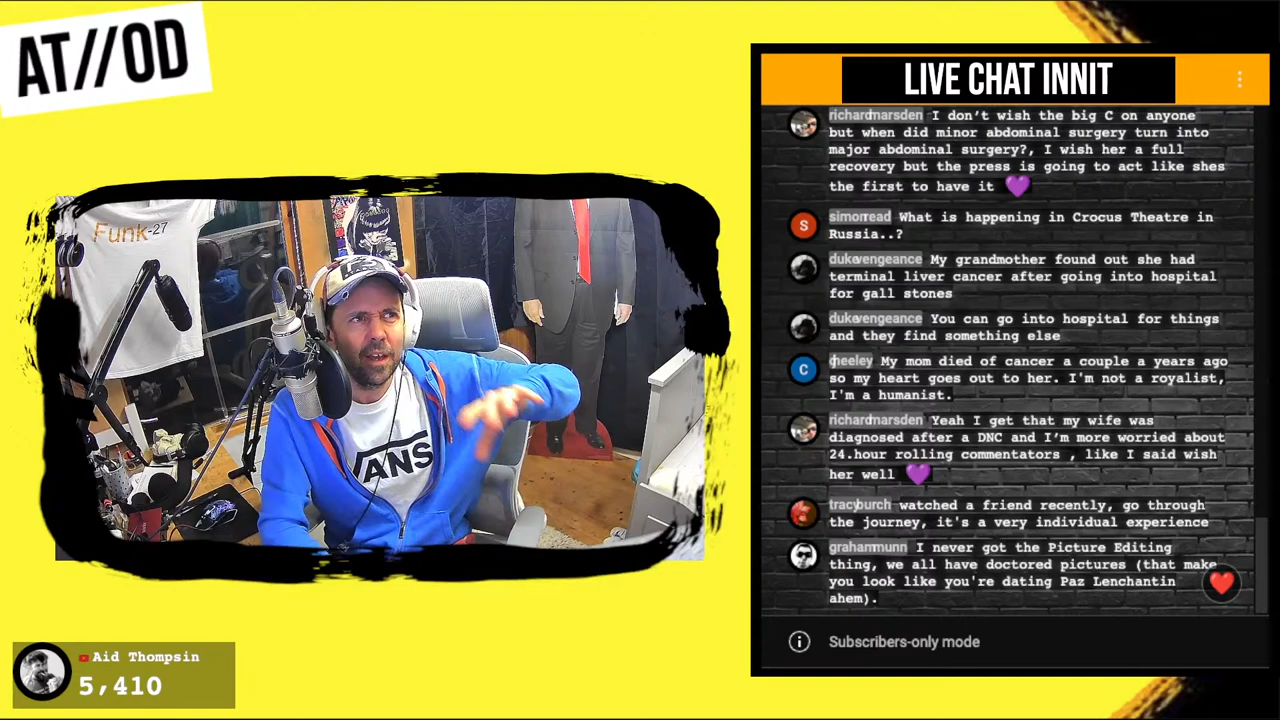 AT//OD
LIVE CHAT INNIT
richardmarsden I don't wish the big C on anyone
but when did minor abdominal surgery turn into
major abdominal surgery?, I wish her a full
recovery but the press is going to act like shes
the first to have it 💜
S
simonread What is happening in Crocus Theatre in
Russia..?
dukevengeance My grandmother found out she had
terminal liver cancer after going into hospital
for gall stones
dukevengeance You can go into hospital for things
and they find something else
C
cheeley My mom died of cancer a couple a years ago
so my heart goes out to her. I'm not a royalist,
I'm a humanist.
richardmarsden Yeah I get that my wife was
diagnosed after a DNC and I'm more worried about
24.hour rolling commentators , like I said wish
her well 💜
tracyburch watched a friend recently, go through
the journey, it's a very individual experience
grahammunn I never got the Picture Editing
thing, we all have doctored pictures (that make
you look like you're dating Paz Lenchantin
ahem).
Subscribers-only mode
Funk-27
VANS
Aid Thompsin
5,410